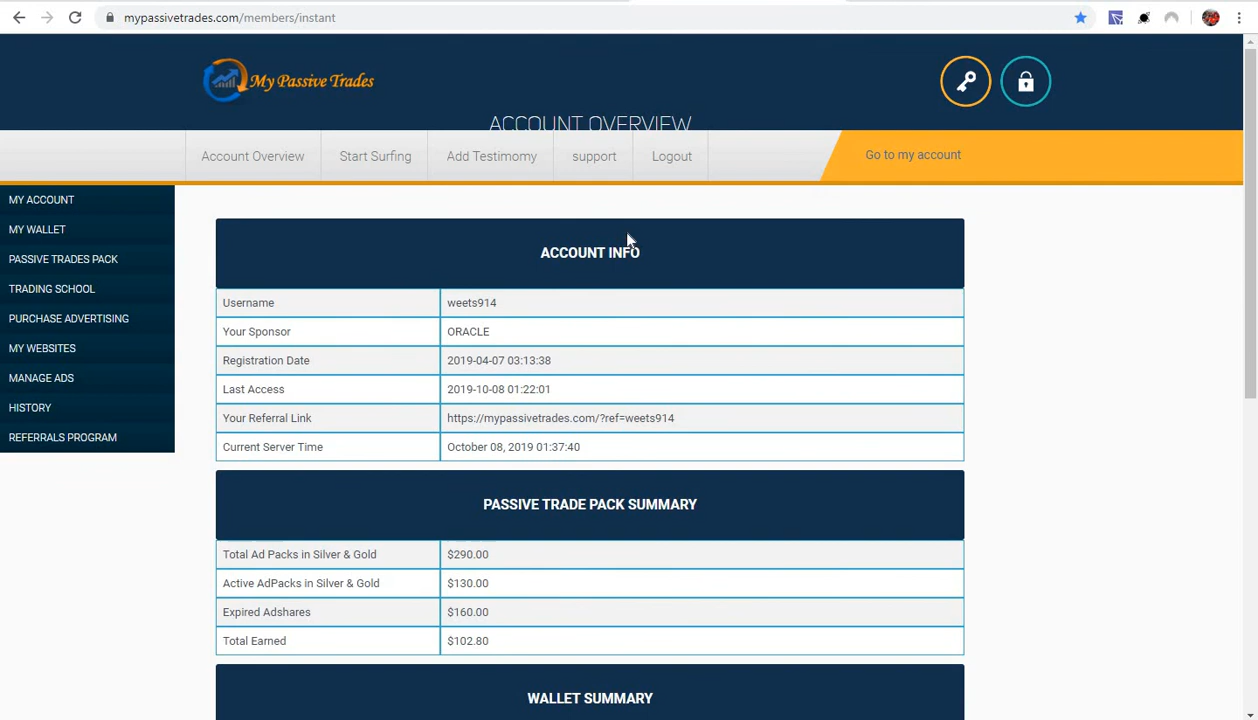 mypassivetrades.com/members/instant
My Passive Trades
ACCOUNT OVERVIEW
Account Overview
Start Surfing
Add Testimomy
support
Logout
Go to my account
MY ACCOUNT
MY WALLET
PASSIVE TRADES PACK
TRADING SCHOOL
PURCHASE ADVERTISING
MY WEBSITES
MANAGE ADS
HISTORY
REFERRALS PROGRAM
ACCOUNT INFO
Username weets914
Your Sponsor ORACLE
Registration Date 2019-04-07 03:13:38
Last Access 2019-10-08 01:22:01
Your Referral Link https://mypassivetrades.com/?ref=weets914
Current Server Time October 08, 2019 01:37:40
PASSIVE TRADE PACK SUMMARY
Total Ad Packs in Silver & Gold $290.00
Active AdPacks in Silver & Gold $130.00
Expired Adshares $160.00
Total Earned $102.80
WALLET SUMMARY